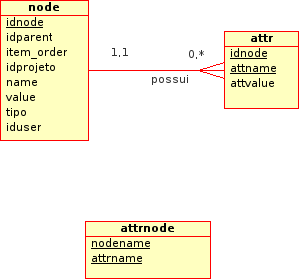 node
idnode
idparent
item_order
idprojeto
name
value
tipo
iduser
1,1
0,*
possui
attr
idnode
attname
attvalue
attrnode
nodename
attrname